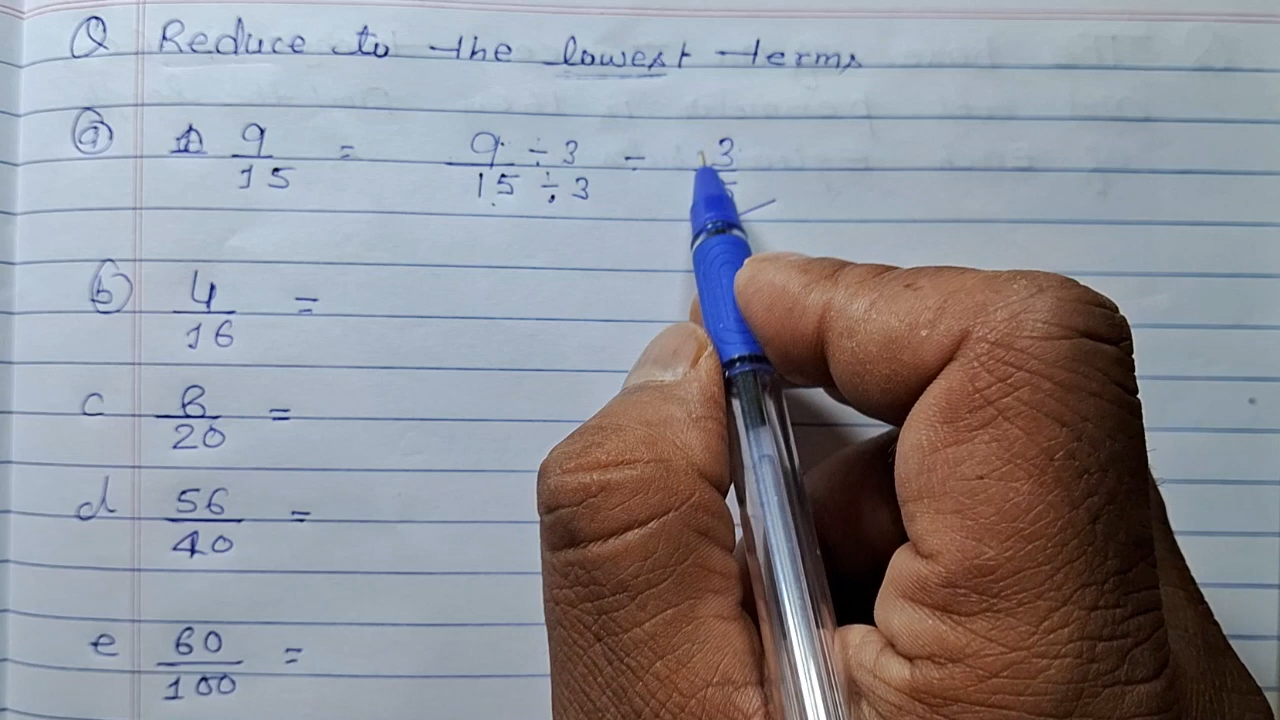 Q Reduce to the lowest terms
a 9/15 = 9 ÷ 3 / 15 ÷ 3 - 3
b 4/16 =
c 8/20 =
d 56/40 =
e 60/100 =